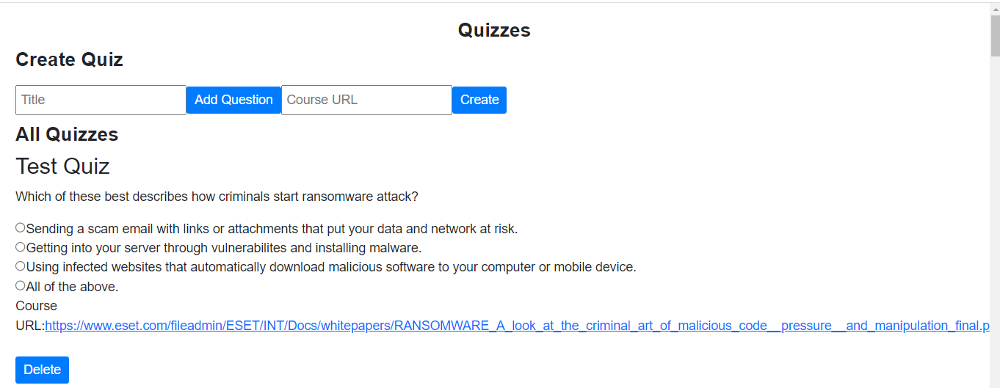 Quizzes
Create Quiz
Title Add Question Course URL Create
All Quizzes
Test Quiz
Which of these best describes how criminals start ransomware attack?
Sending a scam email with links or attachments that put your data and network at risk.
Getting into your server through vulnerabilites and installing malware.
Using infected websites that automatically download malicious software to your computer or mobile device.
All of the above.
Course
URL:https://www.eset.com/fileadmin/ESET/INT/Docs/whitepapers/RANSOMWARE_A_look_at_the_criminal_art_of_malicious_code__pressure__and_manipulation_final.p
Delete